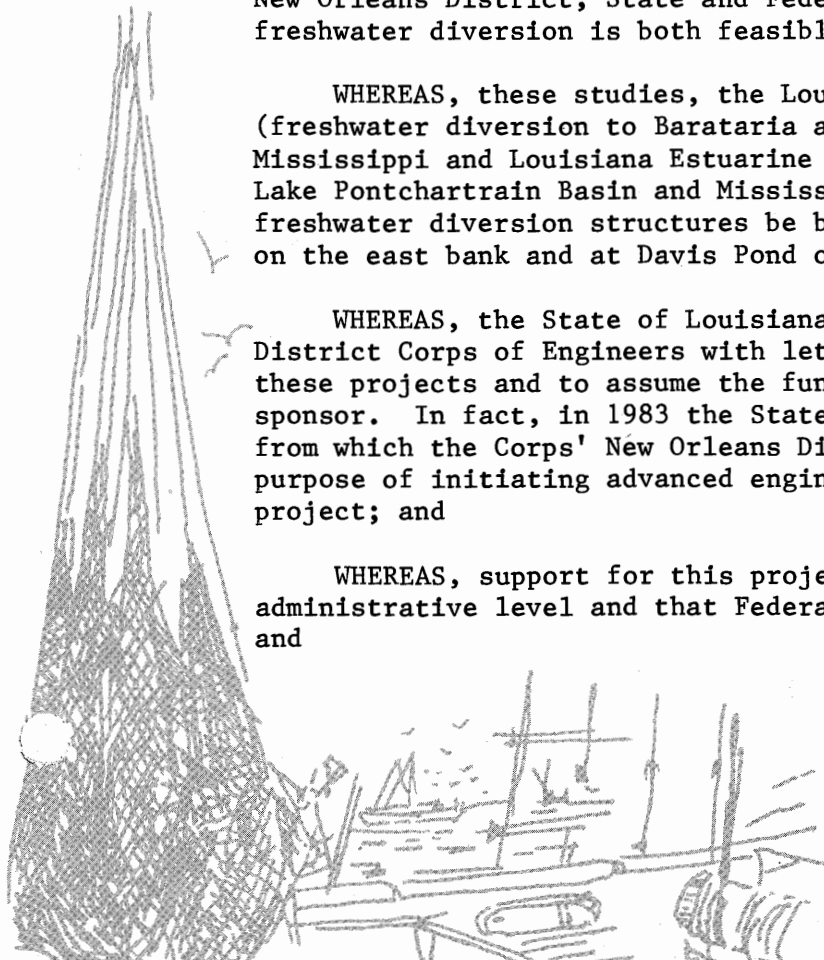 New Orleans District, State and Fede
freshwater diversion is both feasibl
WHEREAS, these studies, the Lou
(freshwater diversion to Barataria a
Mississippi and Louisiana Estuarine
Lake Pontchartrain Basin and Mississ
freshwater diversion structures be b
on the east bank and at Davis Pond o
WHEREAS, the State of Louisiana
District Corps of Engineers with let
these projects and to assume the fun
sponsor. In fact, in 1983 the State
from which the Corps' New Orleans Di
purpose of initiating advanced engin
project; and
WHEREAS, support for this proje
administrative level and that Federa
and